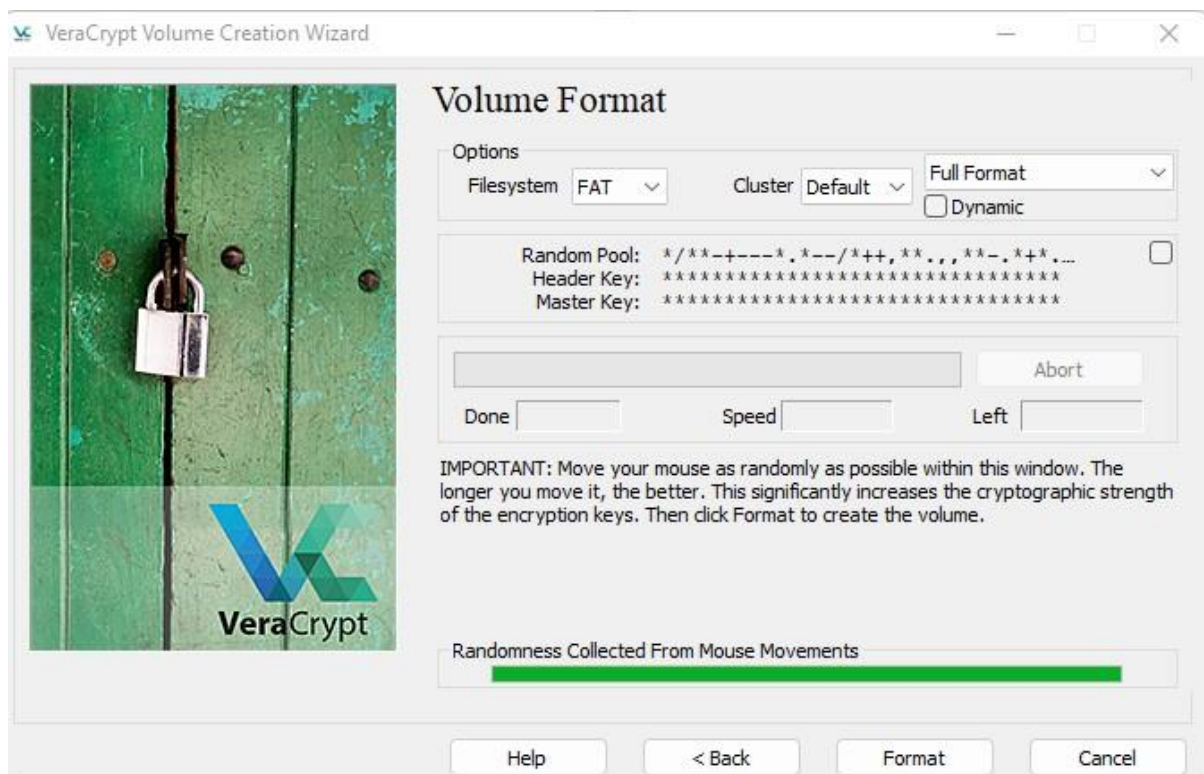 VeraCrypt Volume Creation Wizard
Volume Format
Options
Filesystem FAT Cluster Default Full Format
Dynamic
Random Pool: */**-+---*.*--/*++,**.,,**-.*+*....
Header Key: ********************************
Master Key: ********************************
Abort
Done Speed Left
IMPORTANT: Move your mouse as randomly as possible within this window. The
longer you move it, the better. This significantly increases the cryptographic strength
of the encryption keys. Then click Format to create the volume.
VeraCrypt
Randomness Collected From Mouse Movements
Help < Back Format Cancel